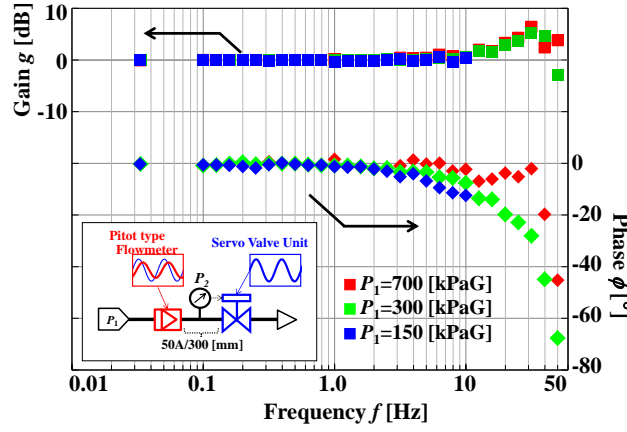 Gain g [dB]
10
0
-10
0
-20
-40
-60
-80
Phase ϕ [°]
Pitot type
Flowmeter
Servo Valve Unit
P2
P1
50A/300 [mm]
P1=700 [kPaG]
P1=300 [kPaG]
P1=150 [kPaG]
0.01 0.1 1.0 10 50
Frequency f [Hz]